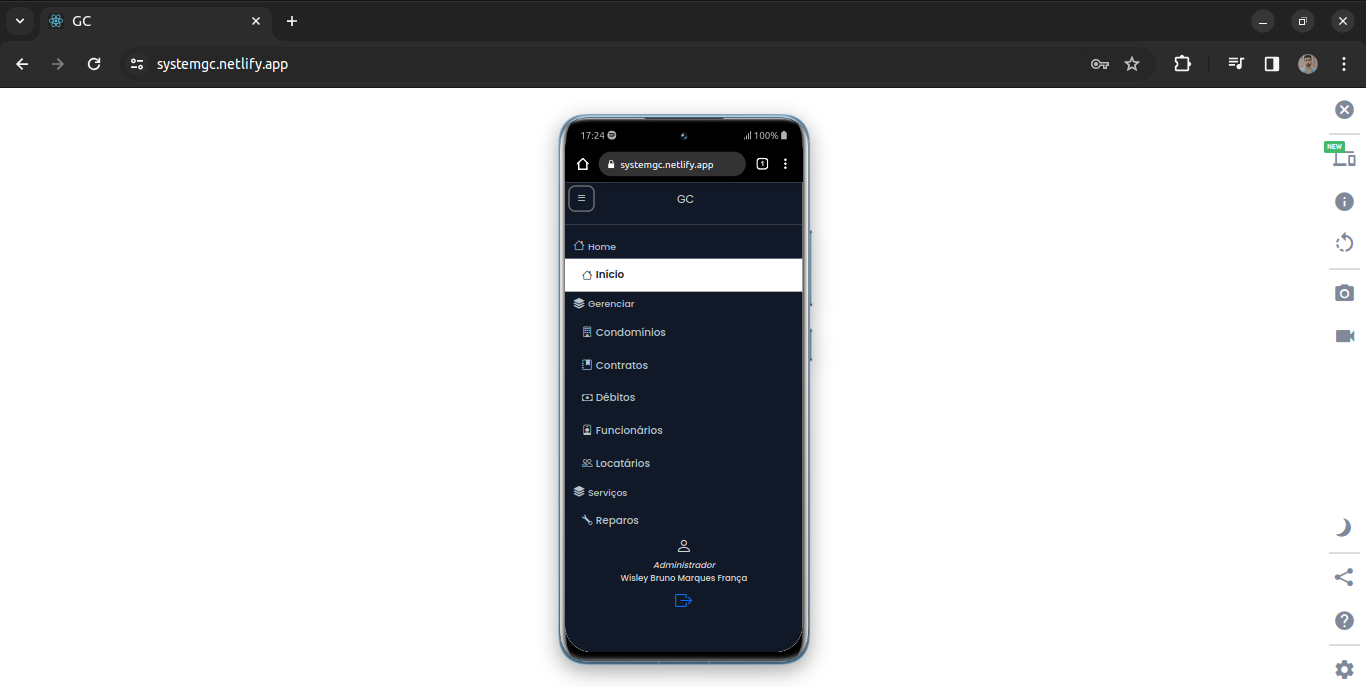 GC
systemgc.netlify.app
NEW
17:24
100%
systemgc.netlify.app
1
GC
Home
Início
Gerenciar
Condomínios
Contratos
Débitos
Funcionários
Locatários
Serviços
Reparos
Administrador
Wisley Bruno Marques França